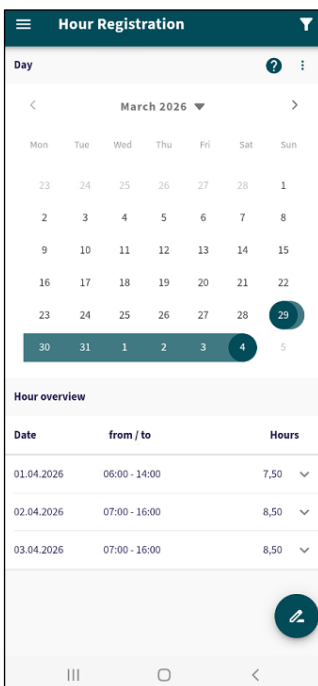 Hour Registration
Day
March 2026
Mon Tue Wed Thu Fri Sat Sun
23 24 25 26 27 28 1
2 3 4 5 6 7 8
9 10 11 12 13 14 15
16 17 18 19 20 21 22
23 24 25 26 27 28 29
30 31 1 2 3 4 5
Hour overview
Date from / to Hours
01.04.2026 06:00 - 14:00 7,50
02.04.2026 07:00 - 16:00 8,50
03.04.2026 07:00 - 16:00 8,50